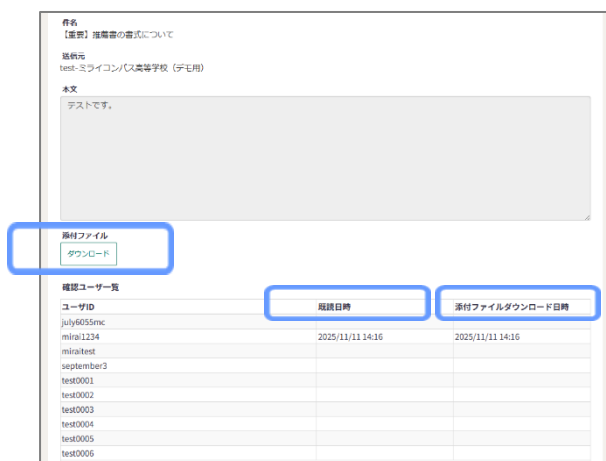 件名
【重要】推薦書の書式について
送信元
test-ミライコンパス高等学校（デモ用）
本文
テストです。
添付ファイル
ダウンロード
確認ユーザー覧
ユーザID 既読日時 添付ファイルダウンロード日時
july6055mc
mirai1234 2025/11/11 14:16 2025/11/11 14:16
miraitest
september3
test0001
test0002
test0003
test0004
test0005
test0006